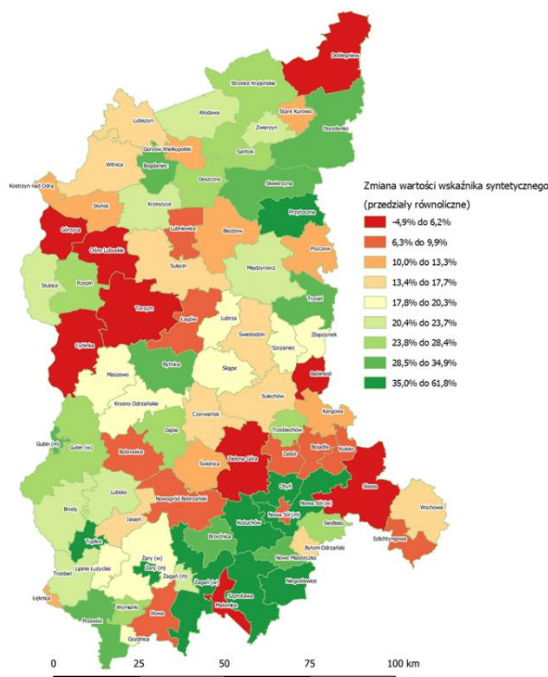 Dobiegniew
Strzelce Krajeńskie
Stare Kurowo
Kłodawa
Zwierzyn
Drezdenko
Lubiszyn
Gorzów Wielkopolski
Santok
Witnica
Bogdaniec
Deszczno
Skwierzyna
Kostrzyn nad Odrą
Słońsk
Krzeszyce
Przytoczna
Górzyca
Lubniewice
Bledzew
Pszczew
Ośno Lubuskie
Sulęcin
Międzyrzecz
Słubice
Rzepin
Trzciel
Torzym
Łagów
Lubrza
Świebodzin
Zbąszynek
Cybinka
Szczaniec
Maszewo
Rytnica
Skąpe
Babimost
Krosno Odrzańskie
Sulechów
Kargowa
Czerwieńsk
Gubin (m)
Gubin (w)
Dąbie
Trzebiechów
Bobrowice
Świdnica
Zielona Góra
Zabór
Bojadła
Kolsko
Lubsko
Nowogród Bobrzański
Otyń
Sława
Brody
Nowa Sól (w)
Nowa Sól (m)
Wschowa
Jasień
Kożuchów
Siedlisko
Tuplice
Szlichtyngowa
Żary (w)
Brzeźnica
Bytom Odrzański
Nowe Miasteczko
Trzebiel
Lipinki Łużyckie
Żary (m)
Żagań (m)
Żagań (w)
Niegosławice
Łęknica
Szprotawa
Wymiarki
Małomice
Przewóz
Iłowa
Gozdnica
Zmiana wartości wskaźnika syntetycznego
(przedziały równoliczne)
-4,9% do 6,2%
6,3% do 9,9%
10,0% do 13,3%
13,4% do 17,7%
17,8% do 20,3%
20,4% do 23,7%
23,8% do 28,4%
28,5% do 34,9%
35,0% do 61,8%
0 25 50 75 100 km